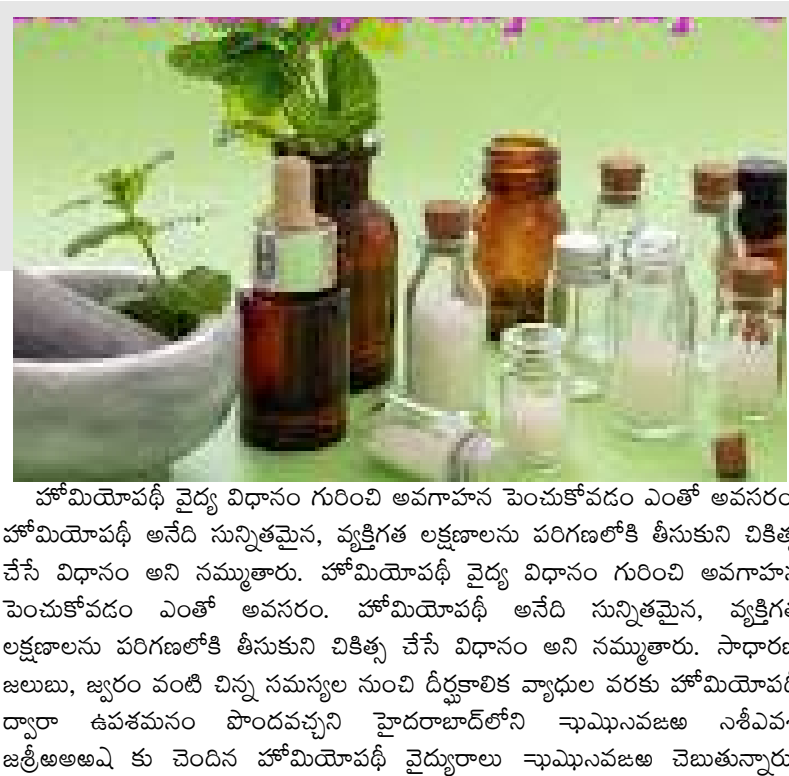 హోమియోపథీ వైద్య విధానం గురించి అవగాహన పెంచుకోవడం ఎంతో అవసరం
హోమియోపథీ అనేది సున్నితమైన, వ్యక్తిగత లక్షణాలను పరిగణలోకి తీసుకుని చికిత్స
చేసే విధానం అని నమ్ముతారు. హోమియోపథీ వైద్య విధానం గురించి అవగాహన
పెంచుకోవడం ఎంతో అవసరం. హోమియోపథీ అనేది సున్నితమైన, వ్యక్తిగత
లక్షణాలను పరిగణలోకి తీసుకుని చికిత్స చేసే విధానం అని నమ్ముతారు. సాధారణ
జలుబు, జ్వరం వంటి చిన్న సమస్యల నుంచి దీర్ఘకాలిక వ్యాధుల వరకు హోమియోపథీ
ద్వారా ఉపశమనం పొందవచ్చని హైదరాబాద్‌లోని
కు చెందిన హోమియోపథీ వైద్యురాలు చెబుతున్నారు